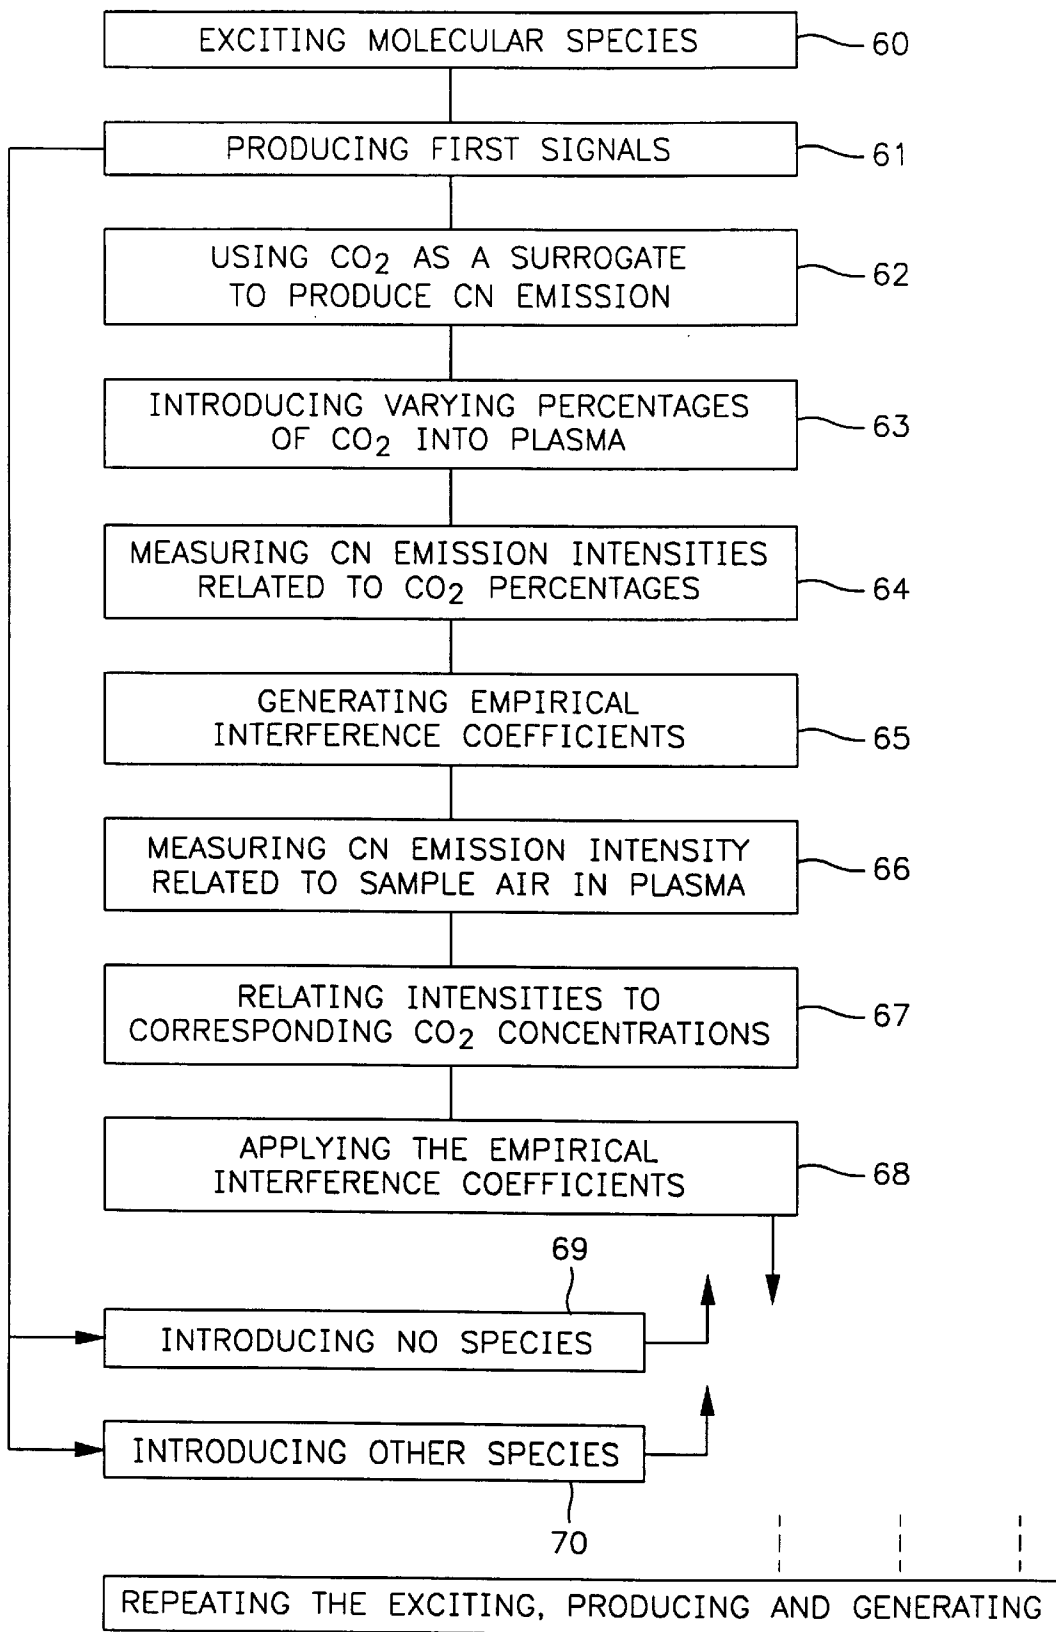 EXCITING MOLECULAR SPECIES
60
PRODUCING FIRST SIGNALS
61
USING CO2 AS A SURROGATE
TO PRODUCE CN EMISSION
62
INTRODUCING VARYING PERCENTAGES
OF CO2 INTO PLASMA
63
MEASURING CN EMISSION INTENSITIES
RELATED TO CO2 PERCENTAGES
64
GENERATING EMPIRICAL
INTERFERENCE COEFFICIENTS
65
MEASURING CN EMISSION INTENSITY
RELATED TO SAMPLE AIR IN PLASMA
66
RELATING INTENSITIES TO
CORRESPONDING CO2 CONCENTRATIONS
67
APPLYING THE EMPIRICAL
INTERFERENCE COEFFICIENTS
68
69
INTRODUCING NO SPECIES
INTRODUCING OTHER SPECIES
70
REPEATING THE EXCITING, PRODUCING AND GENERATING